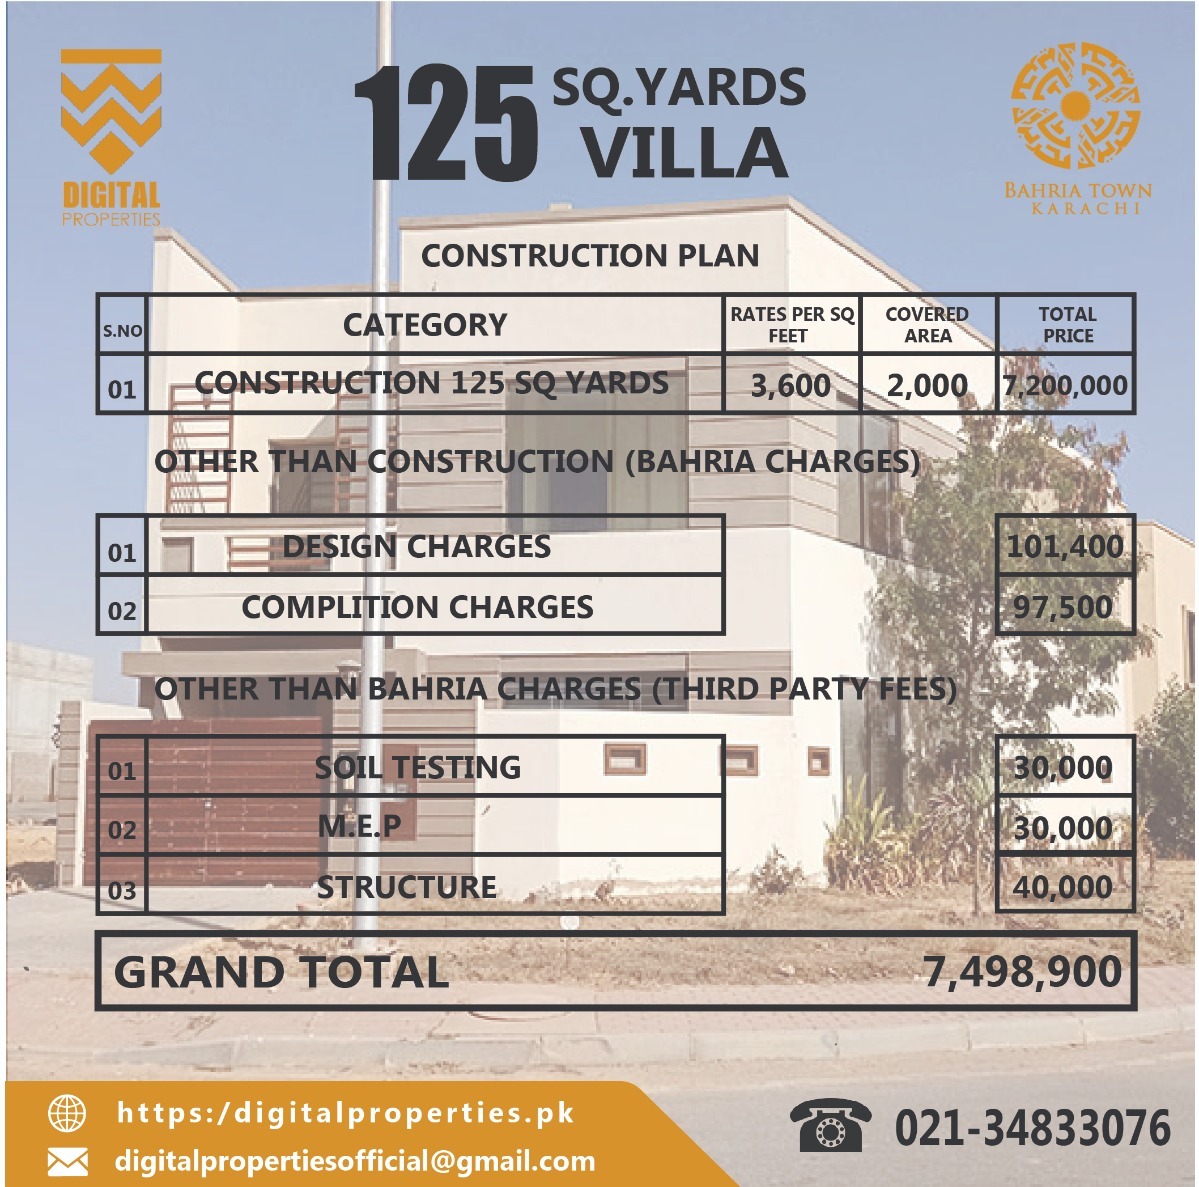 DIGITAL
PROPERTIES
125 SQ.YARDS
VILLA
BAHRIA TOWN
KARACHI
CONSTRUCTION PLAN
S.NO CATEGORY RATES PER SQ FEET COVERED AREA TOTAL PRICE
01 CONSTRUCTION 125 SQ YARDS 3,600 2,000 7,200,000
OTHER THAN CONSTRUCTION (BAHRIA CHARGES)
01 DESIGN CHARGES 101,400
02 COMPLITION CHARGES 97,500
OTHER THAN BAHRIA CHARGES (THIRD PARTY FEES)
01 SOIL TESTING 30,000
02 M.E.P 30,000
03 STRUCTURE 40,000
GRAND TOTAL 7,498,900
https:/digitalproperties.pk
digitalpropertiesofficial@gmail.com
021-34833076